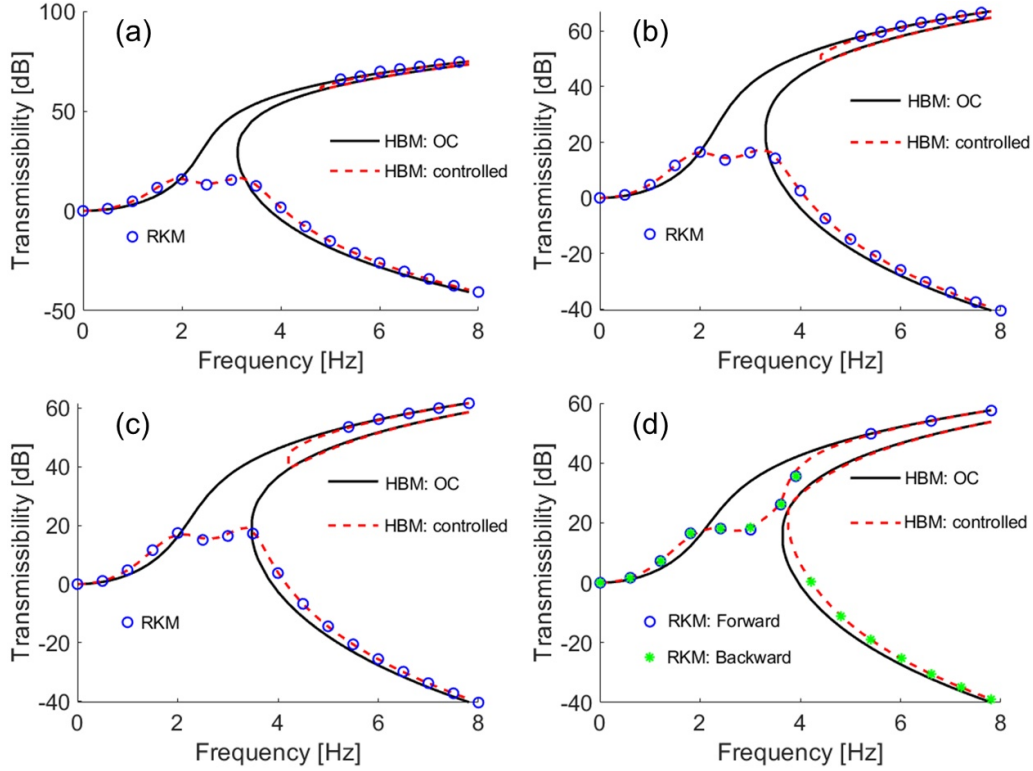 (a)
Transmissibility [dB]
100
50
0
-50
HBM: OC
HBM: controlled
RKM
0 2 4 6 8
Frequency [Hz]
(b)
Transmissibility [dB]
60
40
20
0
-20
-40
HBM: OC
HBM: controlled
RKM
0 2 4 6 8
Frequency [Hz]
(c)
Transmissibility [dB]
60
40
20
0
-20
-40
HBM: OC
HBM: controlled
RKM
0 2 4 6 8
Frequency [Hz]
(d)
Transmissibility [dB]
60
40
20
0
-20
-40
HBM: OC
HBM: controlled
RKM: Forward
RKM: Backward
0 2 4 6 8
Frequency [Hz]